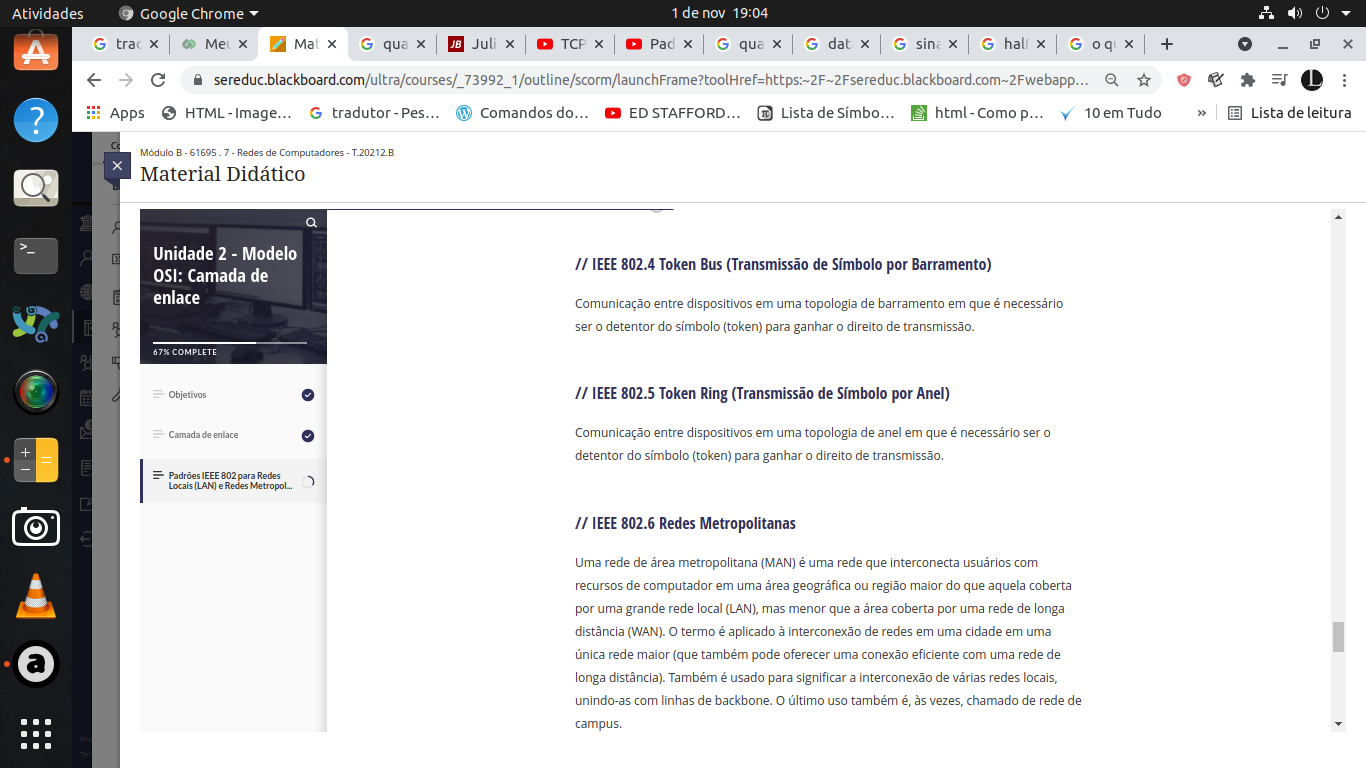 Atividades
Google Chrome
1 de nov 19:04
trad
Meu
Mat
qua
Juli
TCP
Pad
qua
data
sina
half
o qu
sereduc.blackboard.com/ultra/courses/_73992_1/outline/scorm/launchFrame?toolHref=https:~2F~2Fsereduc.blackboard.com~2Fwebapp…
Apps
HTML - Image…
tradutor - Pes…
Comandos do…
ED STAFFORD…
Lista de Símbo…
html - Como p…
10 em Tudo
»
Lista de leitura
Módulo B - 61695 . 7 - Redes de Computadores - T.20212.B
Material Didático
Unidade 2 - Modelo
OSI: Camada de
enlace
67% COMPLETE
Objetivos
Camada de enlace
Padrões IEEE 802 para Redes
Locais (LAN) e Redes Metropol...
// IEEE 802.4 Token Bus (Transmissão de Símbolo por Barramento)
Comunicação entre dispositivos em uma topologia de barramento em que é necessário
ser o detentor do símbolo (token) para ganhar o direito de transmissão.
// IEEE 802.5 Token Ring (Transmissão de Símbolo por Anel)
Comunicação entre dispositivos em uma topologia de anel em que é necessário ser o
detentor do símbolo (token) para ganhar o direito de transmissão.
// IEEE 802.6 Redes Metropolitanas
Uma rede de área metropolitana (MAN) é uma rede que interconecta usuários com
recursos de computador em uma área geográfica ou região maior do que aquela coberta
por uma grande rede local (LAN), mas menor que a área coberta por uma rede de longa
distância (WAN). O termo é aplicado à interconexão de redes em uma cidade em uma
única rede maior (que também pode oferecer uma conexão eficiente com uma rede de
longa distância). Também é usado para significar a interconexão de várias redes locais,
unindo-as com linhas de backbone. O último uso também é, às vezes, chamado de rede de
campus.